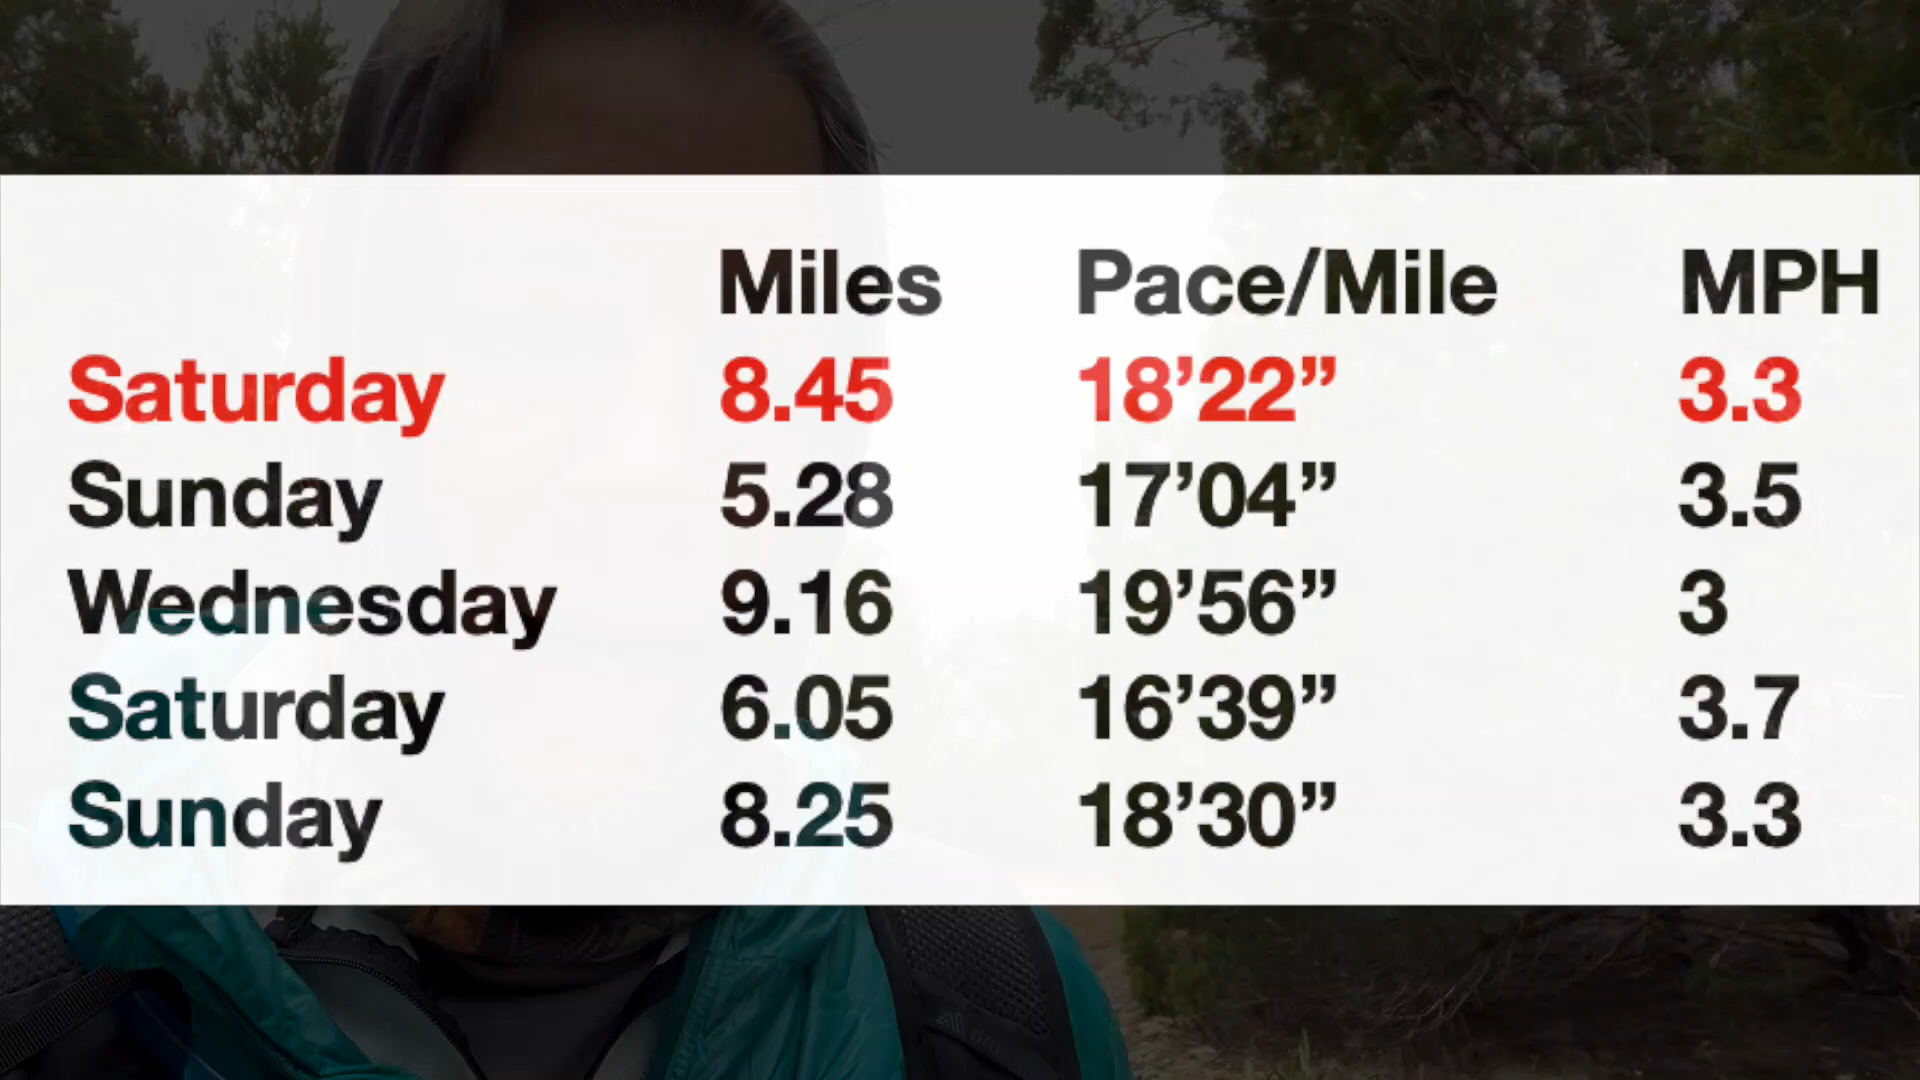 Miles Pace/Mile MPH
Saturday 8.45 18’22” 3.3
Sunday 5.28 17’04” 3.5
Wednesday 9.16 19’56” 3
Saturday 6.05 16’39” 3.7
Sunday 8.25 18’30” 3.3